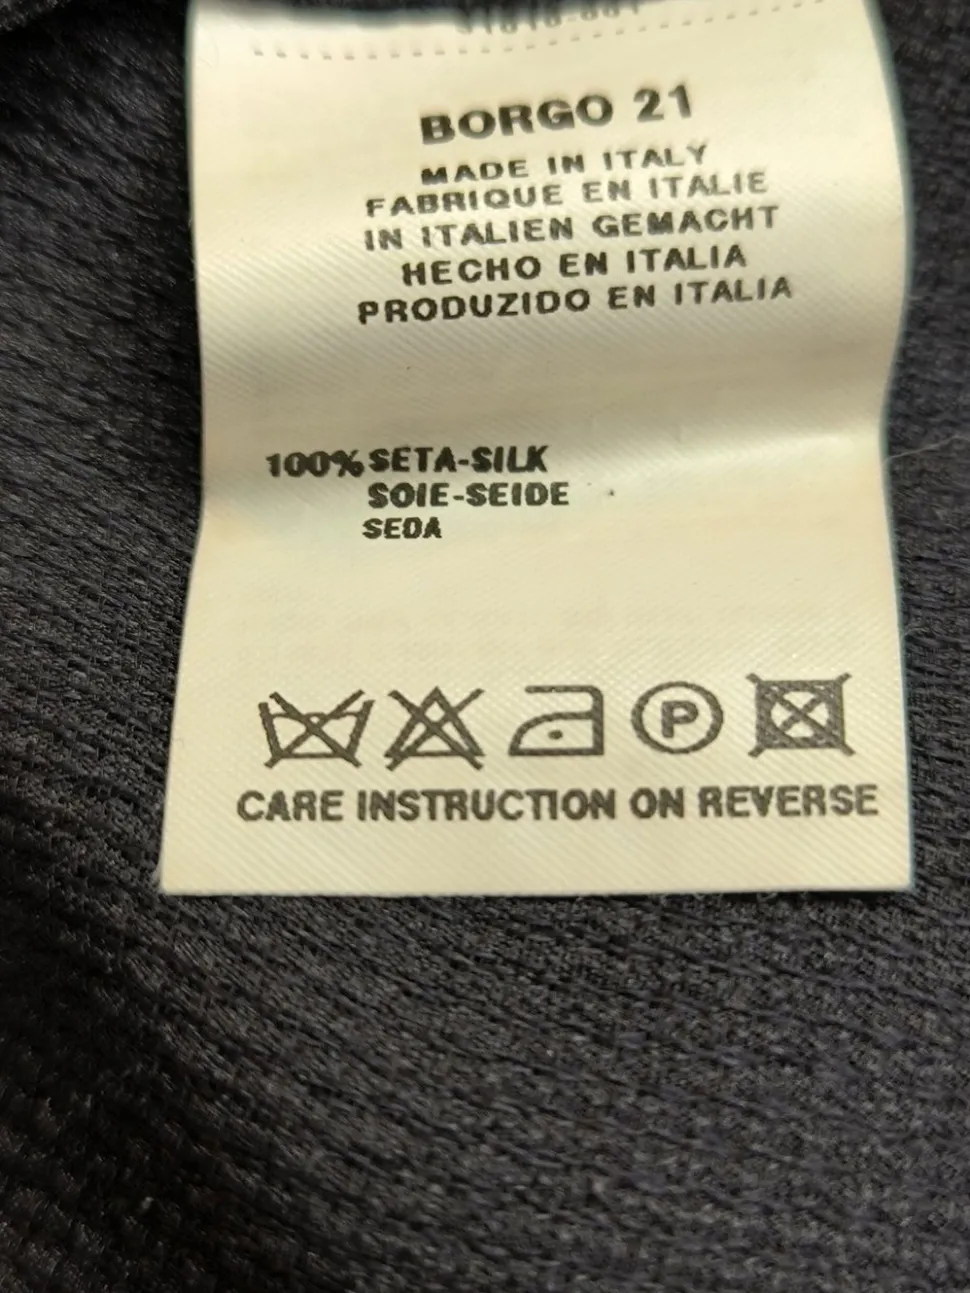 BORGO 21
MADE IN ITALY
FABRIQUE EN ITALIE
IN ITALIEN GEMACHT
HECHO EN ITALIA
PRODUZIDO EN ITALIA
100% SETA-SILK
SOIE-SEIDE
SEDA
P
CARE INSTRUCTION ON REVERSE